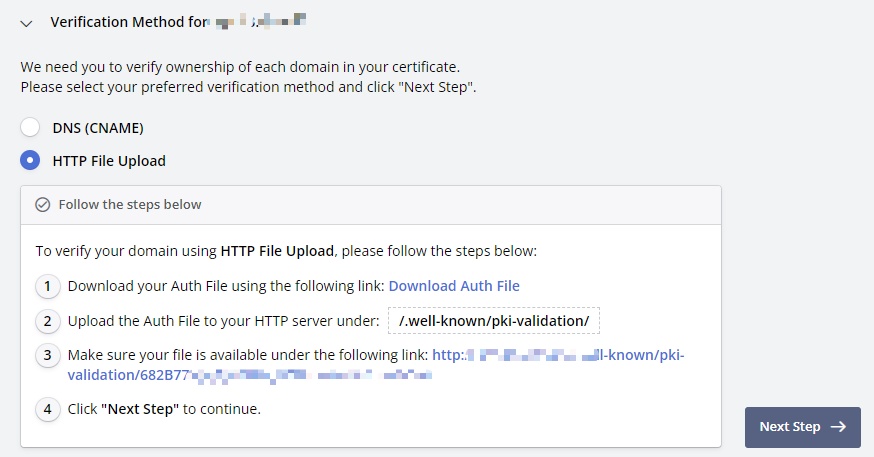 Verification Method for
We need you to verify ownership of each domain in your certificate.
Please select your preferred verification method and click "Next Step".
DNS (CNAME)
HTTP File Upload
Follow the steps below
To verify your domain using HTTP File Upload, please follow the steps below:
1 Download your Auth File using the following link: Download Auth File
2 Upload the Auth File to your HTTP server under: /.well-known/pki-validation/
3 Make sure your file is available under the following link: http: ll-known/pki-
validation/682B77
4 Click "Next Step" to continue.
Next Step